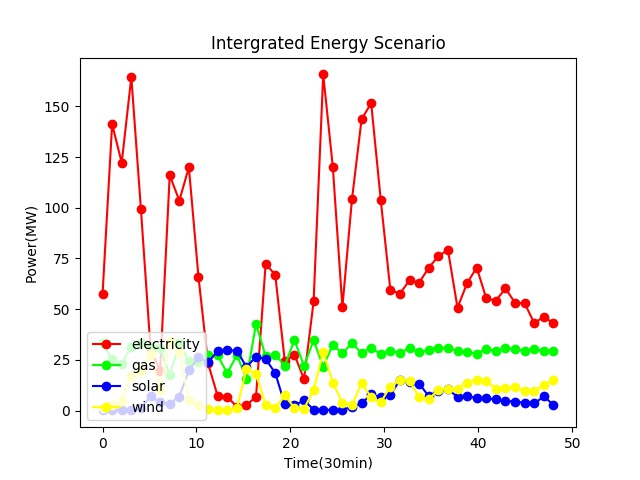 Intergrated Energy Scenario
Power(MW)
150
125
100
75
50
25
0
electricity
gas
solar
wind
0 10 20 30 40 50
Time(30min)